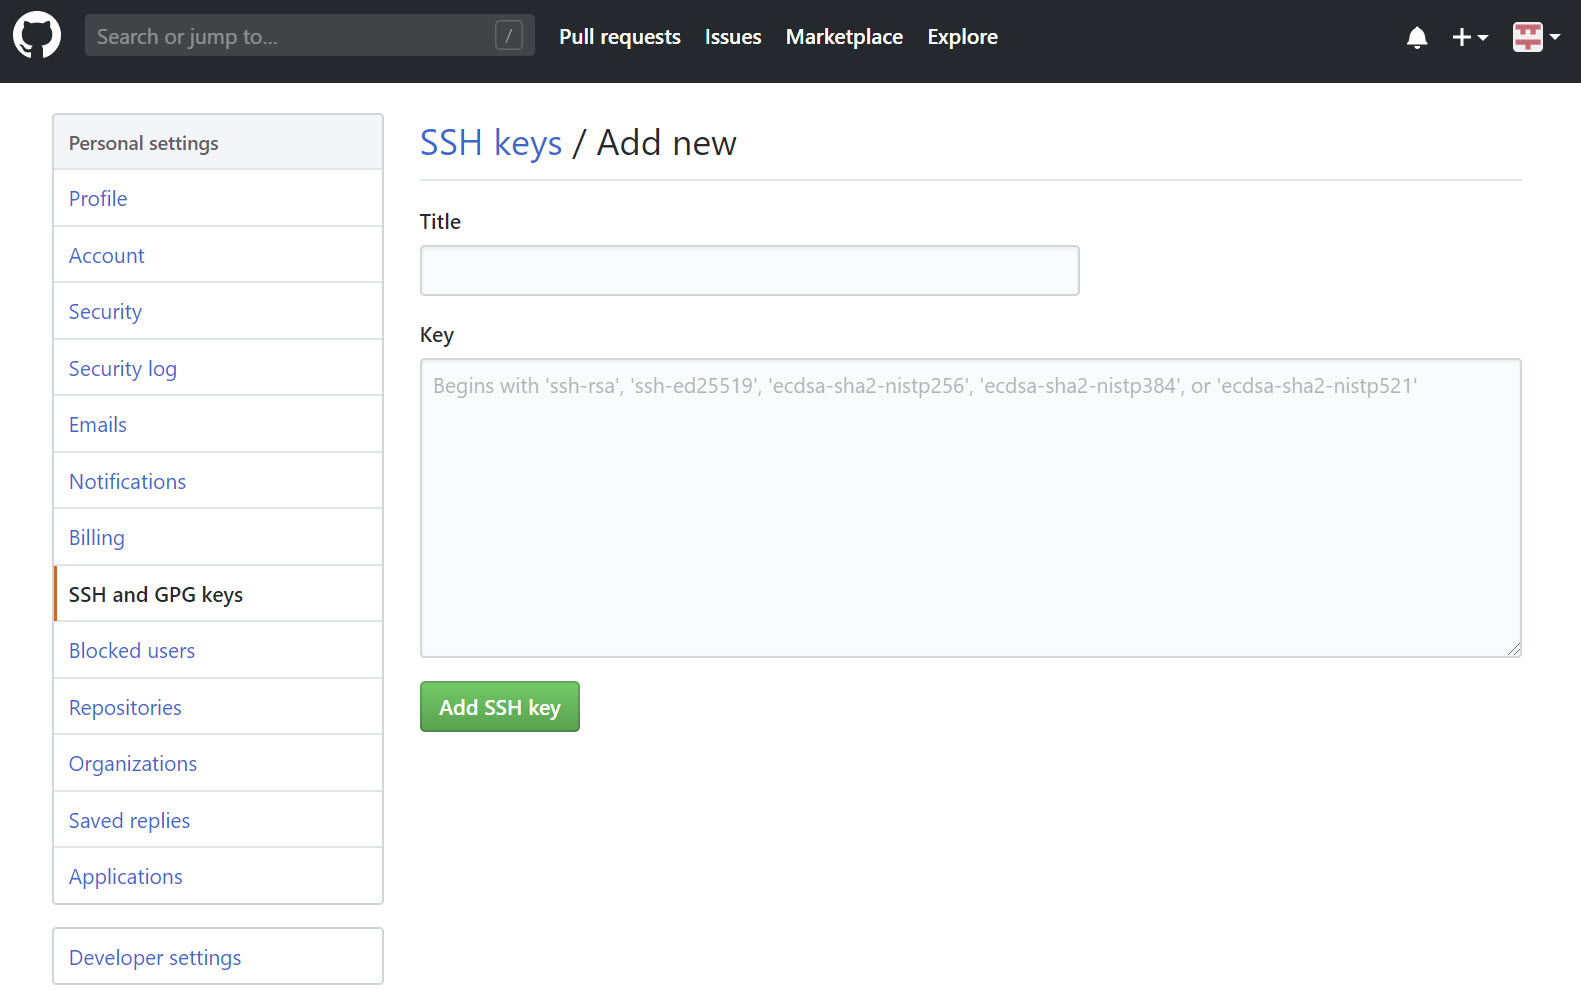 Search or jump to...
/
Pull requests
Issues
Marketplace
Explore
Personal settings
Profile
Account
Security
Security log
Emails
Notifications
Billing
SSH and GPG keys
Blocked users
Repositories
Organizations
Saved replies
Applications
Developer settings
SSH keys / Add new
Title
Key
Begins with 'ssh-rsa', 'ssh-ed25519', 'ecdsa-sha2-nistp256', 'ecdsa-sha2-nistp384', or 'ecdsa-sha2-nistp521'
Add SSH key